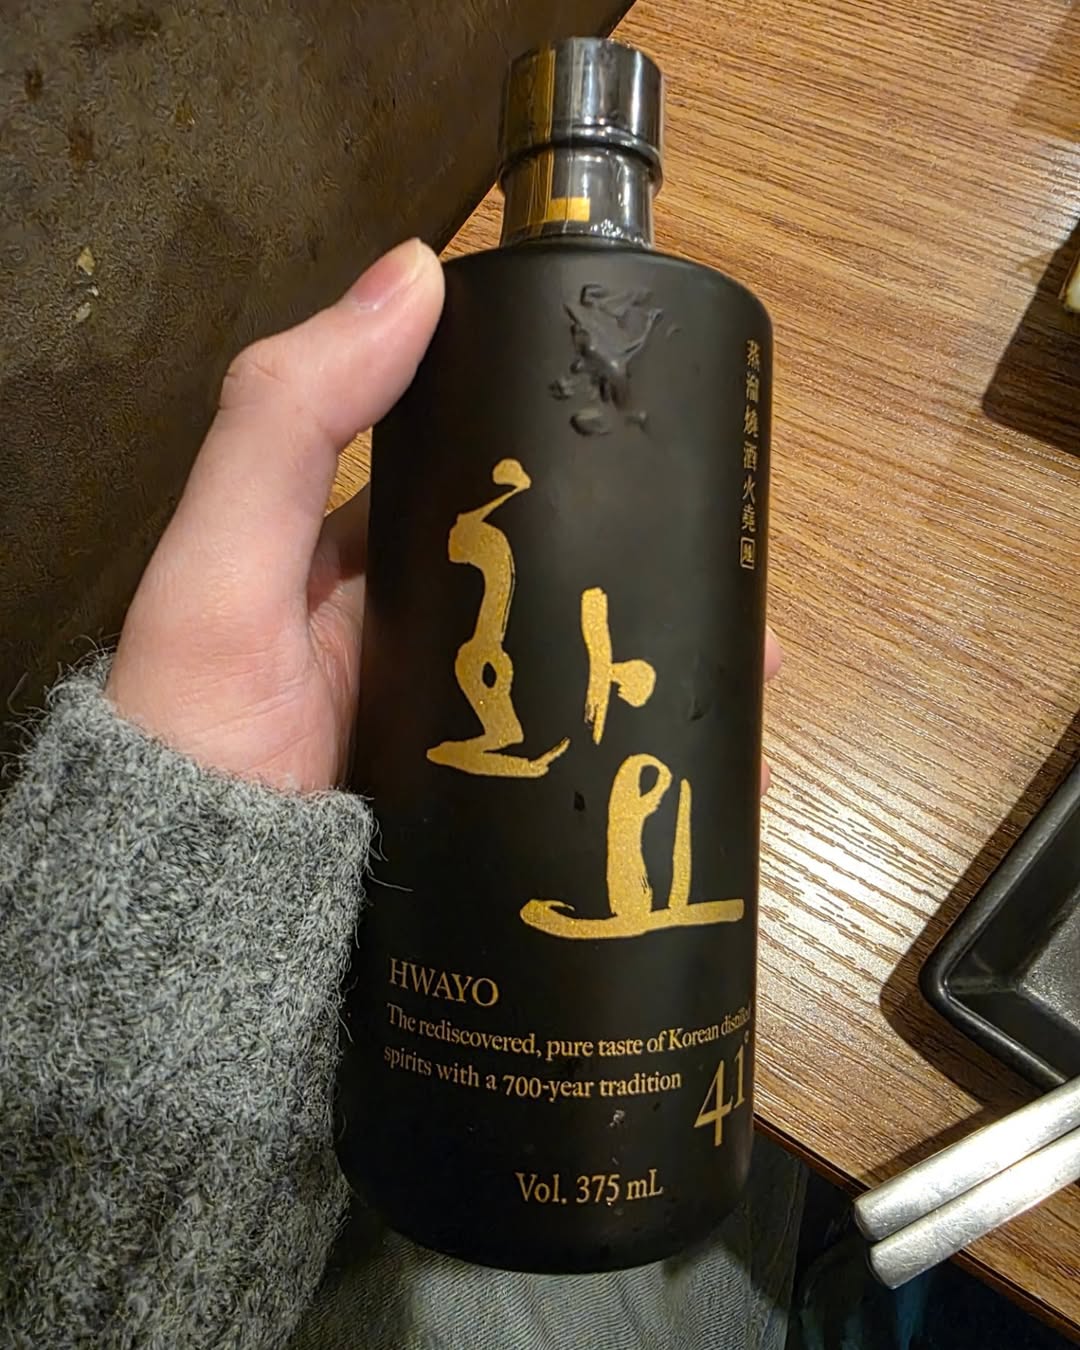 화요
蒸溜燒酒火堯
HWAYO
The rediscovered, pure taste of Korean distilled
spirits with a 700-year tradition
41°
Vol. 375 mL